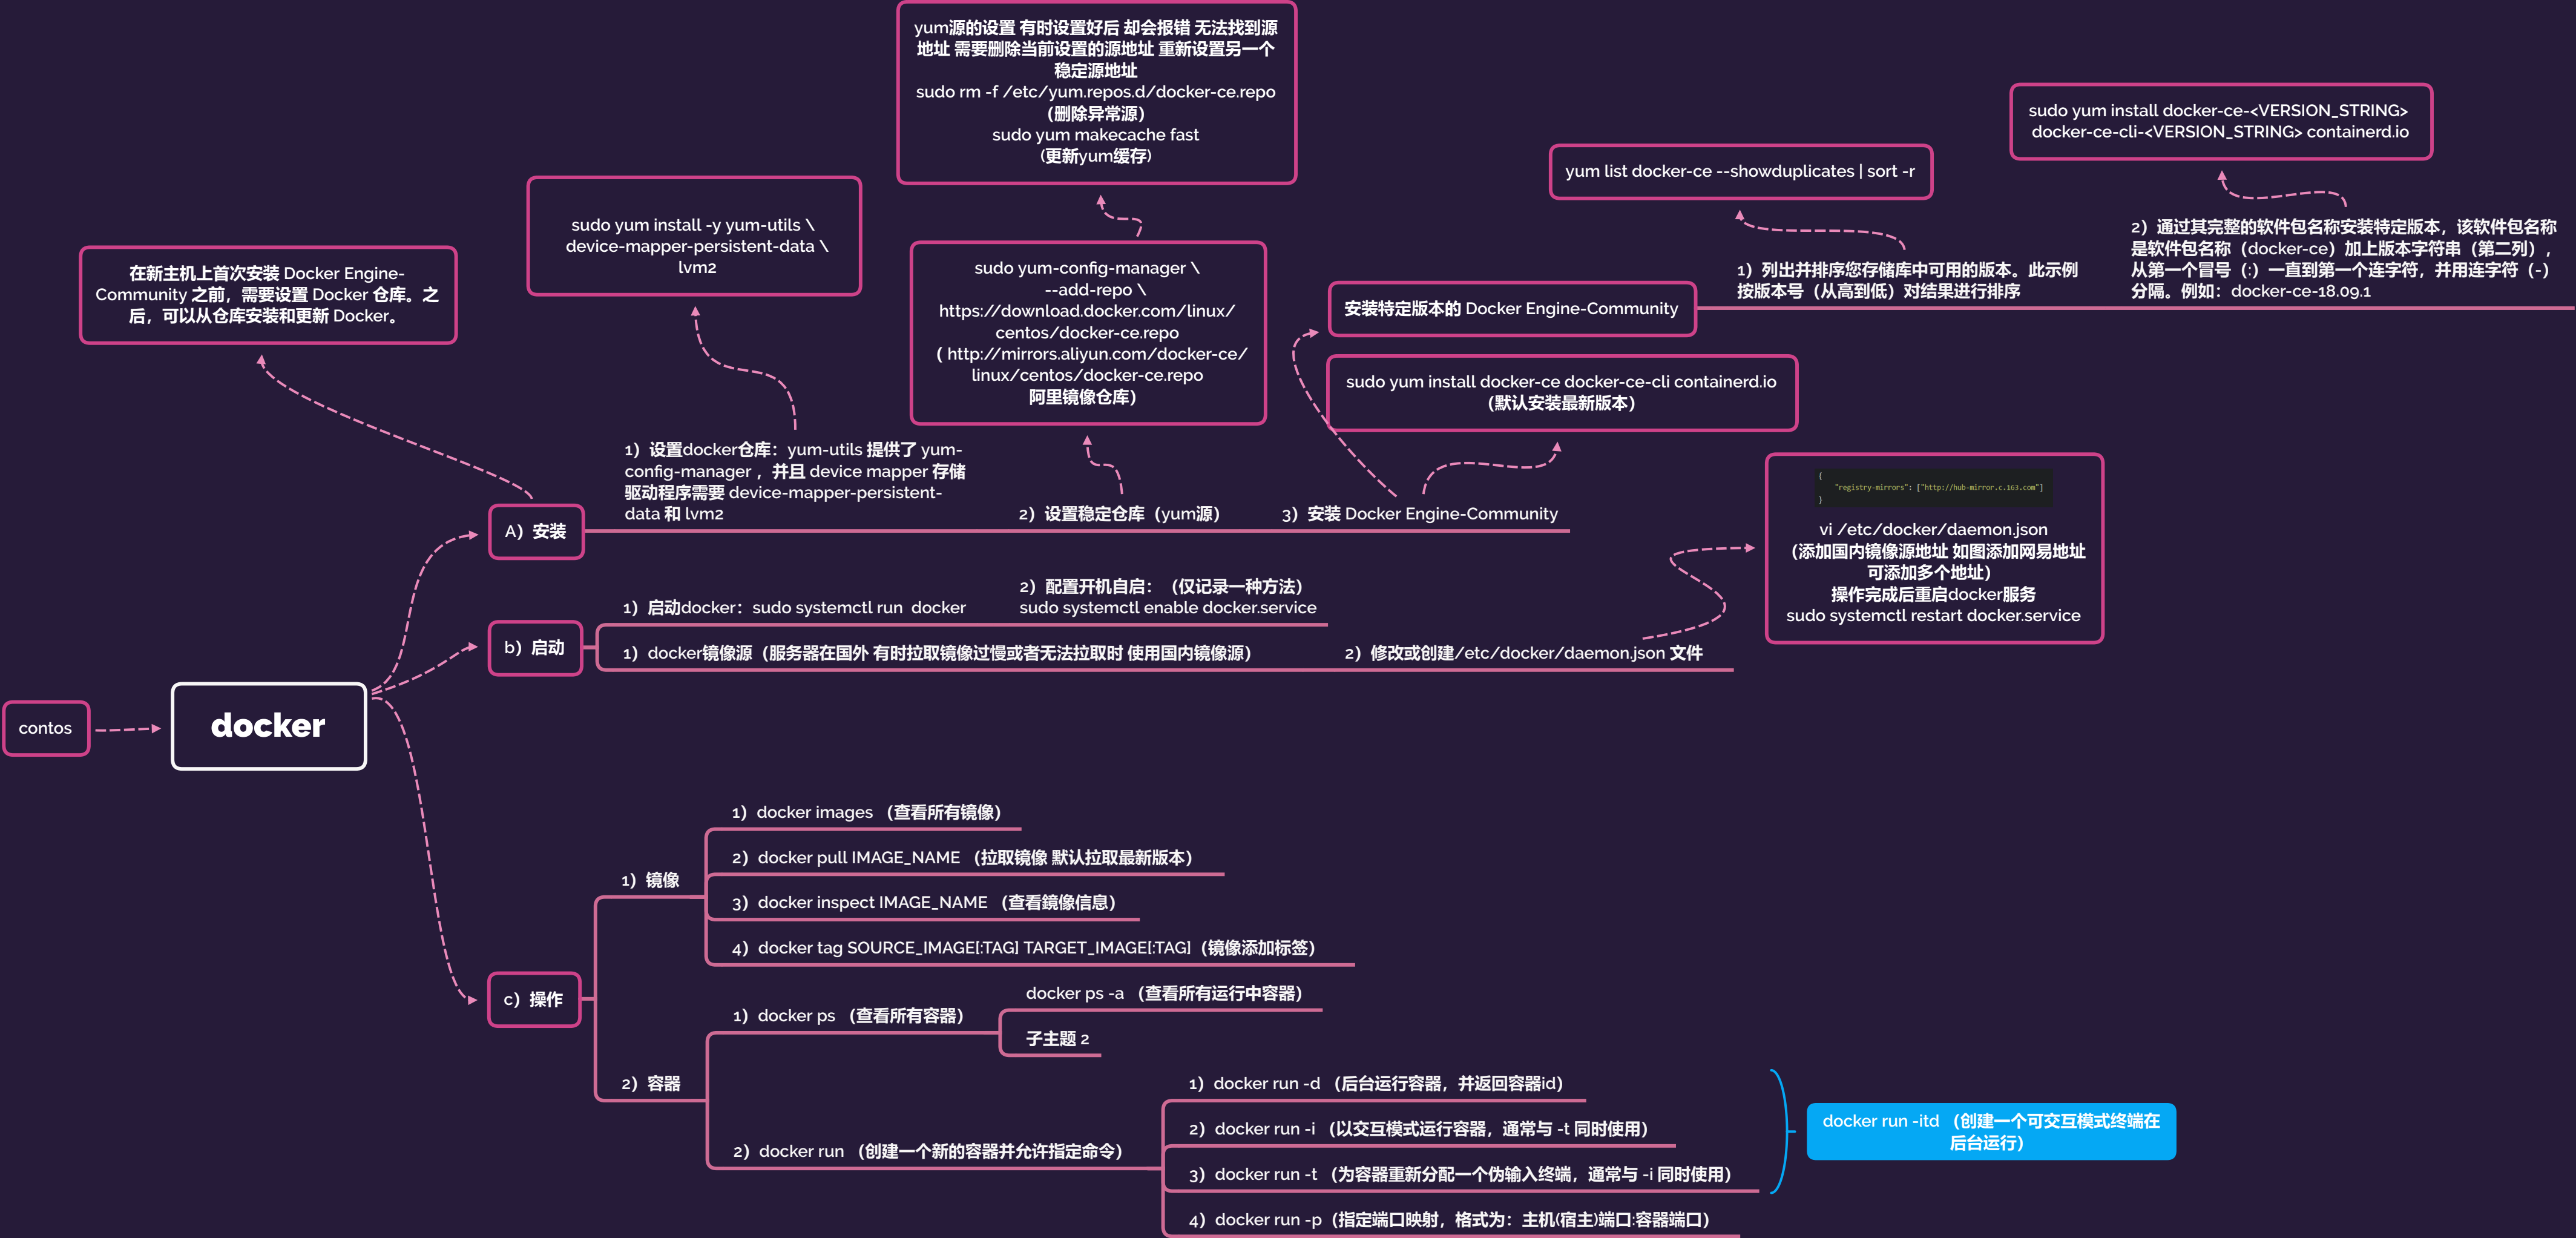 contos
docker
A）安装
在新主机上首次安装 Docker Engine-
Community 之前，需要设置 Docker 仓库。之
后，可以从仓库安装和更新 Docker。
1）设置docker仓库：yum-utils 提供了 yum-
config-manager ，并且 device mapper 存储
驱动程序需要 device-mapper-persistent-
data 和 lvm2
sudo yum install -y yum-utils \
device-mapper-persistent-data \
lvm2
2）设置稳定仓库（yum源）
sudo yum-config-manager \
--add-repo \
https://download.docker.com/linux/
centos/docker-ce.repo
( http://mirrors.aliyun.com/docker-ce/
linux/centos/docker-ce.repo
阿里镜像仓库）
yum源的设置 有时设置好后 却会报错 无法找到源
地址 需要删除当前设置的源地址 重新设置另一个
稳定源地址
sudo rm -f /etc/yum.repos.d/docker-ce.repo
（删除异常源）
sudo yum makecache fast
(更新yum缓存)
3）安装 Docker Engine-Community
sudo yum install docker-ce docker-ce-cli containerd.io
（默认安装最新版本）
安装特定版本的 Docker Engine-Community
1）列出并排序您存储库中可用的版本。此示例
按版本号（从高到低）对结果进行排序
yum list docker-ce --showduplicates | sort -r
2）通过其完整的软件包名称安装特定版本，该软件包名称
是软件包名称（docker-ce）加上版本字符串（第二列），
从第一个冒号（:）一直到第一个连字符，并用连字符（-）
分隔。例如：docker-ce-18.09.1
sudo yum install docker-ce-<VERSION_STRING>
docker-ce-cli-<VERSION_STRING> containerd.io
b）启动
1）启动docker：sudo systemctl run  docker
2）配置开机自启：（仅记录一种方法）
sudo systemctl enable docker.service
1）docker镜像源（服务器在国外 有时拉取镜像过慢或者无法拉取时 使用国内镜像源）
2）修改或创建/etc/docker/daemon.json 文件
{
"registry-mirrors": ["http://hub-mirror.c.163.com"]
}
vi /etc/docker/daemon.json
（添加国内镜像源地址 如图添加网易地址
可添加多个地址）
操作完成后重启docker服务
sudo systemctl restart docker.service
c）操作
1）镜像
1）docker images （查看所有镜像）
2）docker pull IMAGE_NAME （拉取镜像 默认拉取最新版本）
3）docker inspect IMAGE_NAME （查看鏡像信息）
4）docker tag SOURCE_IMAGE[:TAG] TARGET_IMAGE[:TAG]（镜像添加标签）
2）容器
1）docker ps （查看所有容器）
docker ps -a （查看所有运行中容器）
子主题 2
2）docker run （创建一个新的容器并允许指定命令）
1）docker run -d （后台运行容器，并返回容器id）
2）docker run -i （以交互模式运行容器，通常与 -t 同时使用）
3）docker run -t （为容器重新分配一个伪输入终端，通常与 -i 同时使用）
4）docker run -p（指定端口映射，格式为：主机(宿主)端口:容器端口）
docker run -itd （创建一个可交互模式终端在
后台运行）